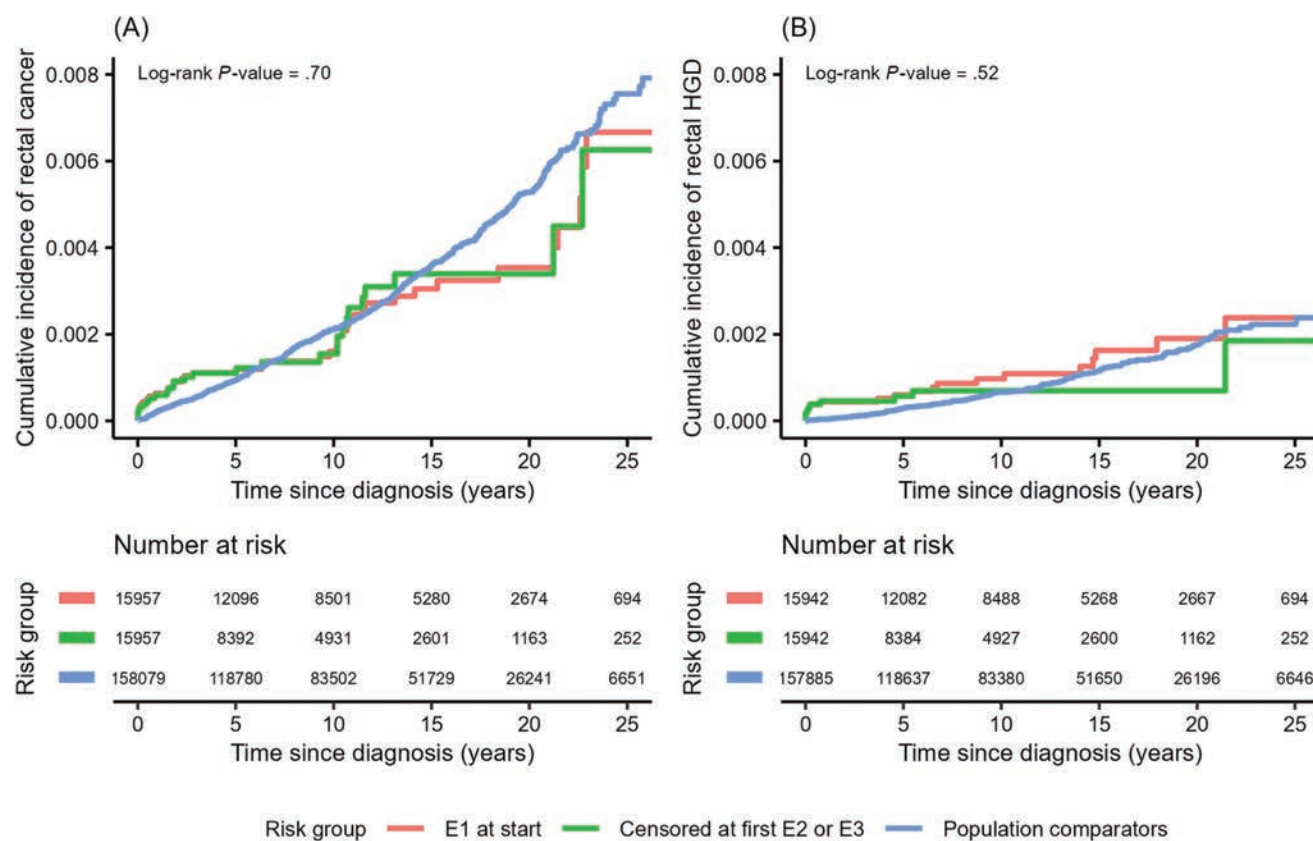 (A)
Log-rank P-value = .70
Cumulative incidence of rectal cancer
0.008
0.006
0.004
0.002
0.000
0 5 10 15 20 25
Time since diagnosis (years)
(B)
Log-rank P-value = .52
Cumulative incidence of rectal HGD
0.008
0.006
0.004
0.002
0.000
0 5 10 15 20 25
Time since diagnosis (years)
Number at risk
Risk group
15957 12096 8501 5280 2674 694
15957 8392 4931 2601 1163 252
158079 118780 83502 51729 26241 6651
0 5 10 15 20 25
Time since diagnosis (years)
Number at risk
Risk group
15942 12082 8488 5268 2667 694
15942 8384 4927 2600 1162 252
157885 118637 83380 51650 26196 6646
0 5 10 15 20 25
Time since diagnosis (years)
Risk group E1 at start Censored at first E2 or E3 Population comparators